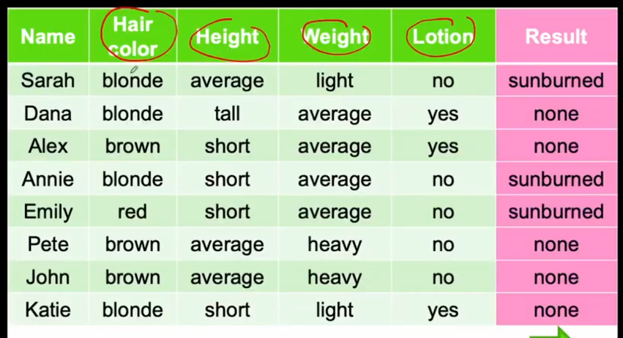 Name Hair color Height Weight Lotion Result
Sarah blonde average light no sunburned
Dana blonde tall average yes none
Alex brown short average yes none
Annie blonde short average no sunburned
Emily red short average no sunburned
Pete brown average heavy no none
John brown average heavy no none
Katie blonde short light yes none